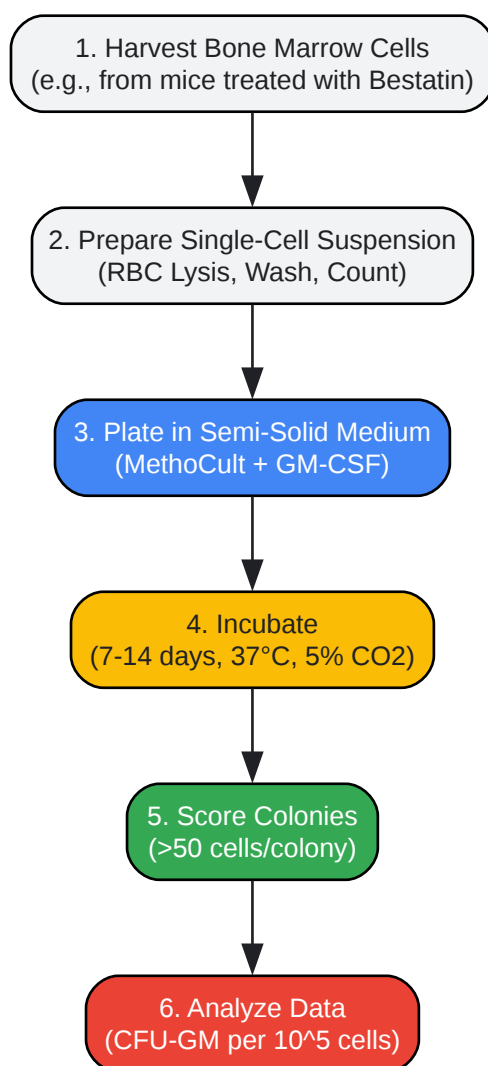 1. Harvest Bone Marrow Cells
(e.g., from mice treated with Bestatin)
2. Prepare Single-Cell Suspension
(RBC Lysis, Wash, Count)
3. Plate in Semi-Solid Medium
(MethoCult + GM-CSF)
4. Incubate
(7-14 days, 37°C, 5% CO2)
5. Score Colonies
(>50 cells/colony)
6. Analyze Data
(CFU-GM per 10^5 cells)